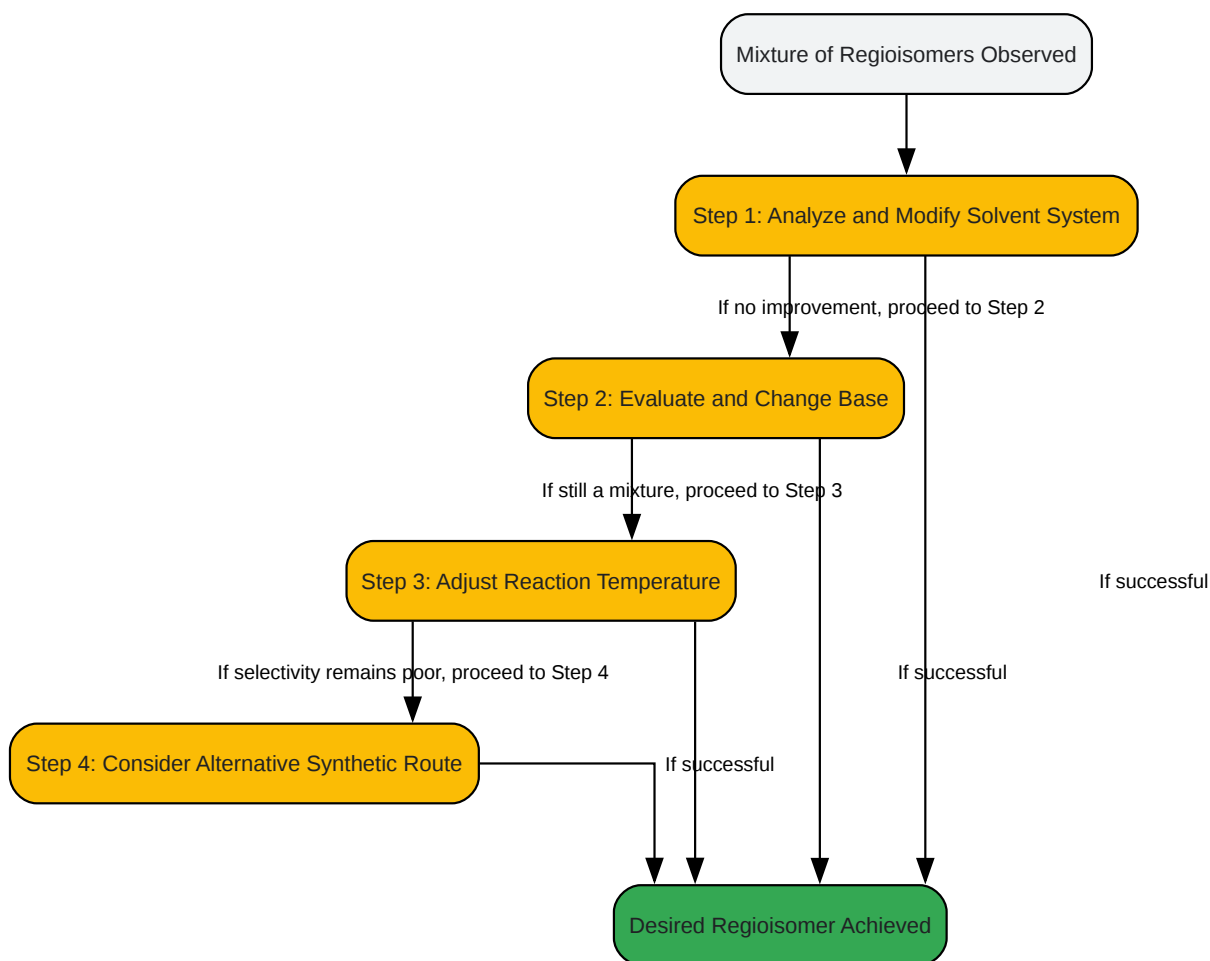 Mixture of Regioisomers Observed
Step 1: Analyze and Modify Solvent System
If no improvement, proceed to Step 2
Step 2: Evaluate and Change Base
If still a mixture, proceed to Step 3
Step 3: Adjust Reaction Temperature
If successful
If selectivity remains poor, proceed to Step 4
If successful
Step 4: Consider Alternative Synthetic Route
If successful
Desired Regioisomer Achieved